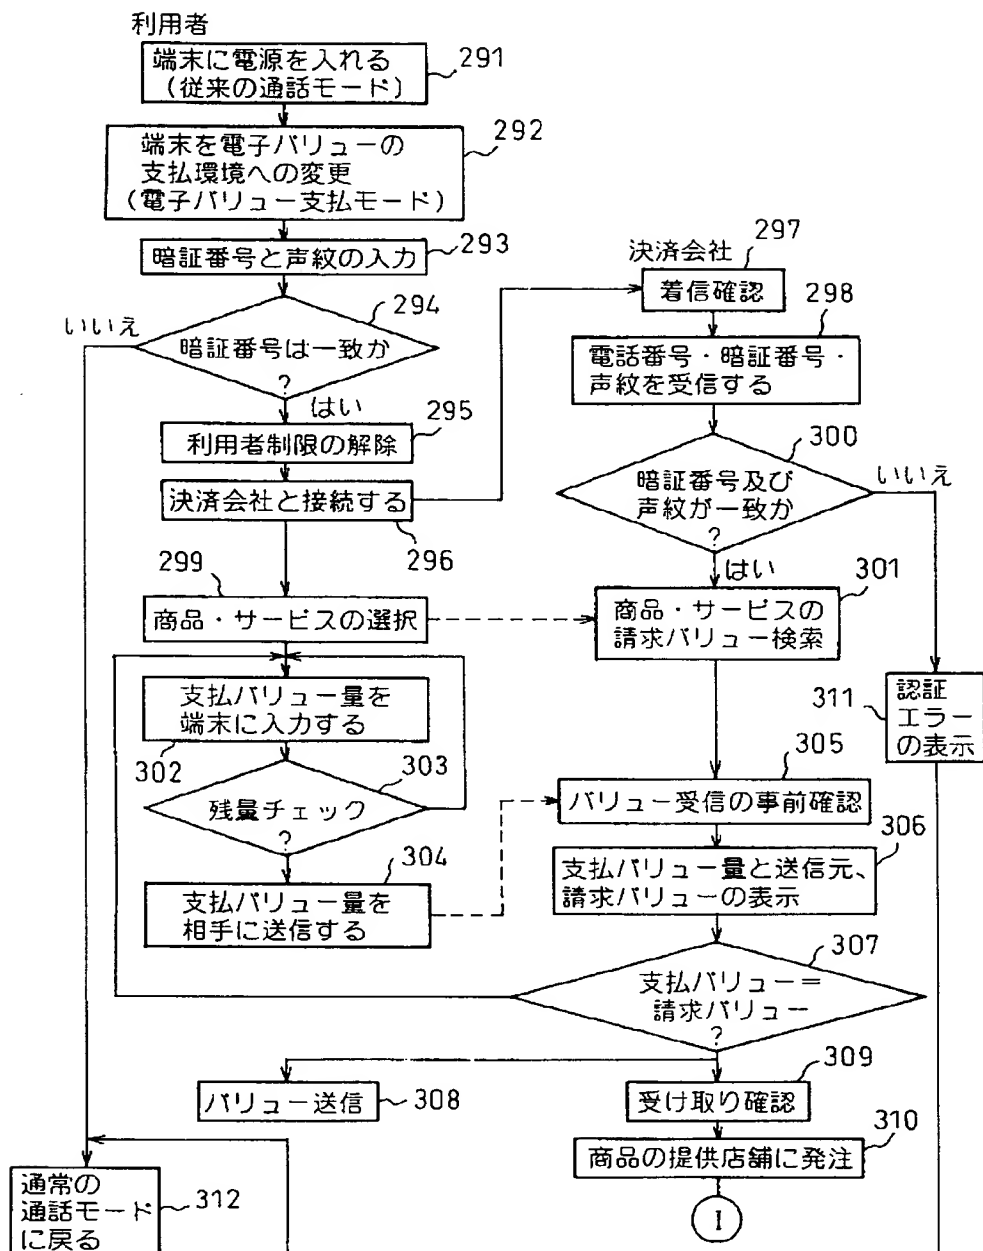 利用者
端末に電源を入れる
(従来の通話モード)
291
端末を電子バリューの
支払環境への変更
(電子バリュー支払モード)
292
暗証番号と声紋の入力
293
暗証番号は一致か
?
294
いいえ
はい
利用者制限の解除
295
決済会社と接続する
296
決済会社
着信確認
297
電話番号・暗証番号・
声紋を受信する
298
暗証番号及び
声紋が一致か
?
300
いいえ
はい
299
商品・サービスの選択
商品・サービスの
請求バリュー検索
301
支払バリュー量を
端末に入力する
302
残量チェック
?
303
支払バリュー量を
相手に送信する
304
バリュー受信の事前確認
305
支払バリュー量と送信元、
請求バリューの表示
306
支払バリュー=
請求バリュー
?
307
バリュー送信
308
受け取り確認
309
商品の提供店舗に発注
310
I
認証
エラー
の表示
311
通常の
通話モード
に戻る
312